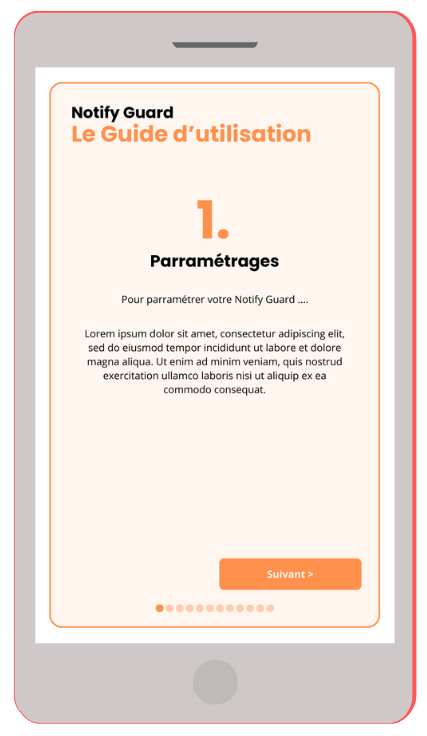 Notify Guard
Le Guide d’utilisation
1.
Parramétrages
Pour parramétrer votre Notify Guard ....
Lorem ipsum dolor sit amet, consectetur adipiscing elit,
sed do eiusmod tempor incididunt ut labore et dolore
magna aliqua. Ut enim ad minim veniam, quis nostrud
exercitation ullamco laboris nisi ut aliquip ex ea
commodo consequat.
Suivant >